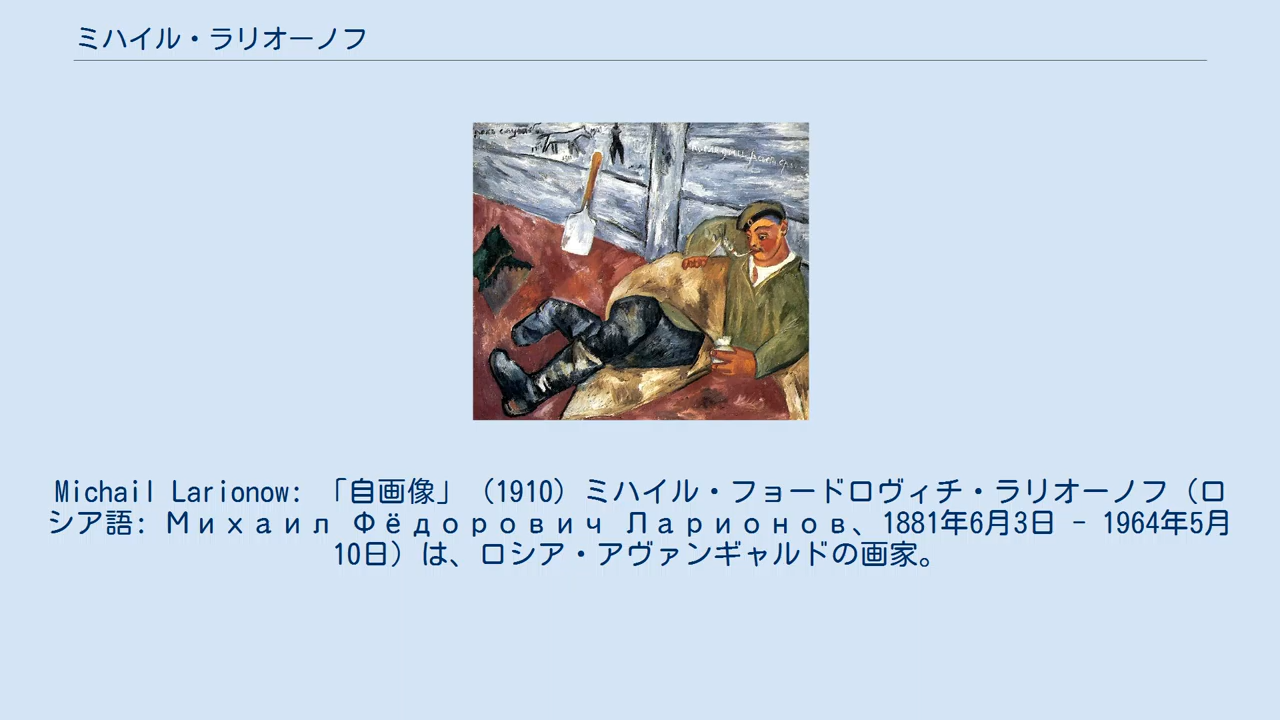 ミハイル・ラリオーノフ
Michail Larionow: 「自画像」（1910）ミハイル・フョードロヴィチ・ラリオーノフ（ロ
シア語: Михаил Фёдорович Ларионов、1881年6月3日 - 1964年5月
10日）は、ロシア・アヴァンギャルドの画家。